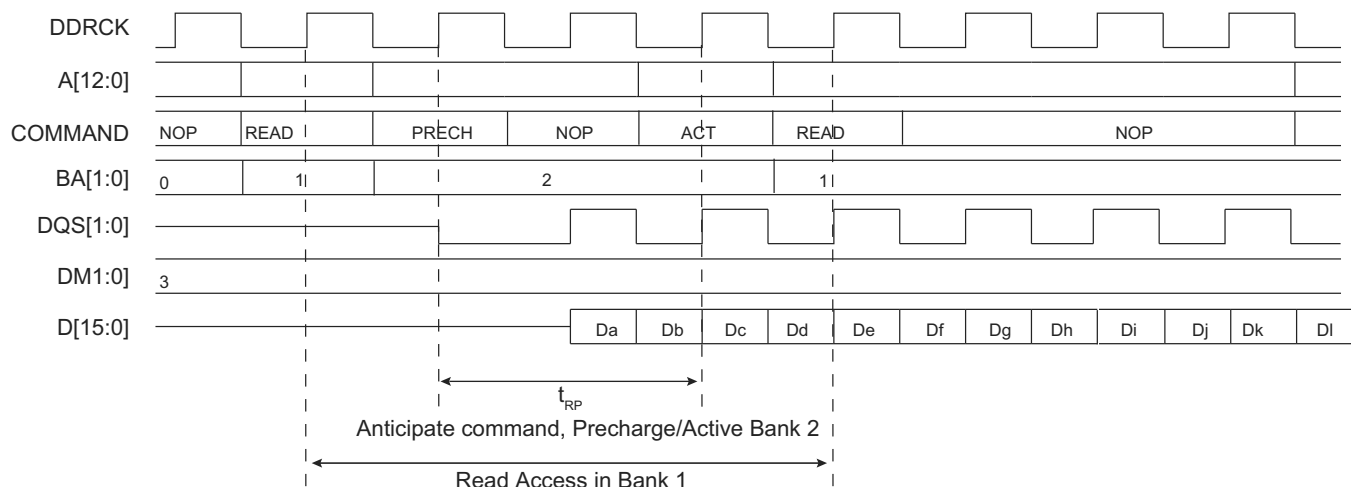 DDRCK
A[12:0]
COMMAND NOP READ PRECH NOP ACT READ NOP
BA[1:0] 0 1 2 1
DQS[1:0]
DM1:0] 3
D[15:0] Da Db Dc Dd De Df Dg Dh Di Dj Dk Dl
tRP
Anticipate command, Precharge/Active Bank 2
Read Access in Bank 1